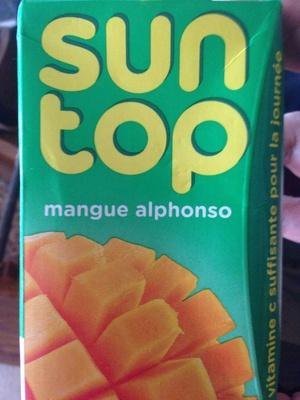 sun
top
mangue alphonso
vitamine c suffisante pour la journée